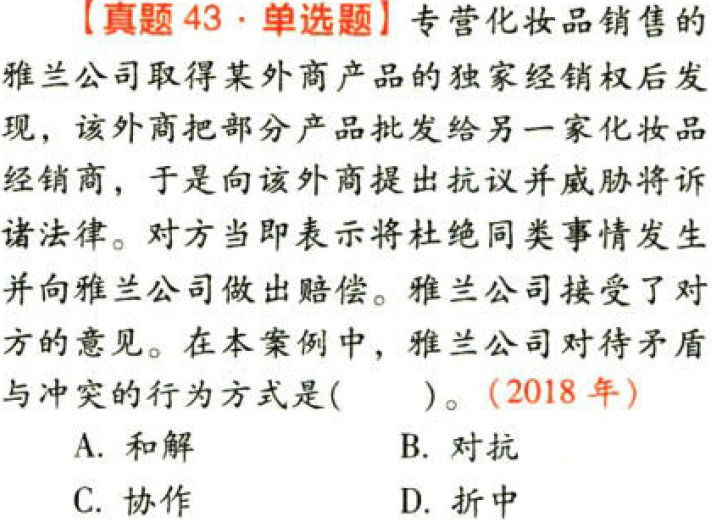 【真题 43 · 单选题】专营化妆品销售的
雅兰公司取得某外商产品的独家经销权后发
现，该外商把部分产品批发给另一家化妆品
经销商，于是向该外商提出抗议并威胁将诉
诸法律。对方当即表示将杜绝同类事情发生
并向雅兰公司做出赔偿。雅兰公司接受了对
方的意见。在本案例中，雅兰公司对待矛盾
与冲突的行为方式是(　　)。(2018 年)
A. 和解　　B. 对抗
C. 协作　　D. 折中